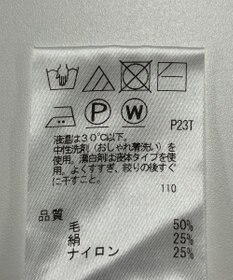 P W P23T
液温は30℃以下。
中性洗剤(おしゃれ着洗い)を
使用。漂白剤は液体タイプを使
用。よくすすぎ、絞りの後すぐ
に干すこと。
110
品質
毛 50%
絹 25%
ナイロン 25%